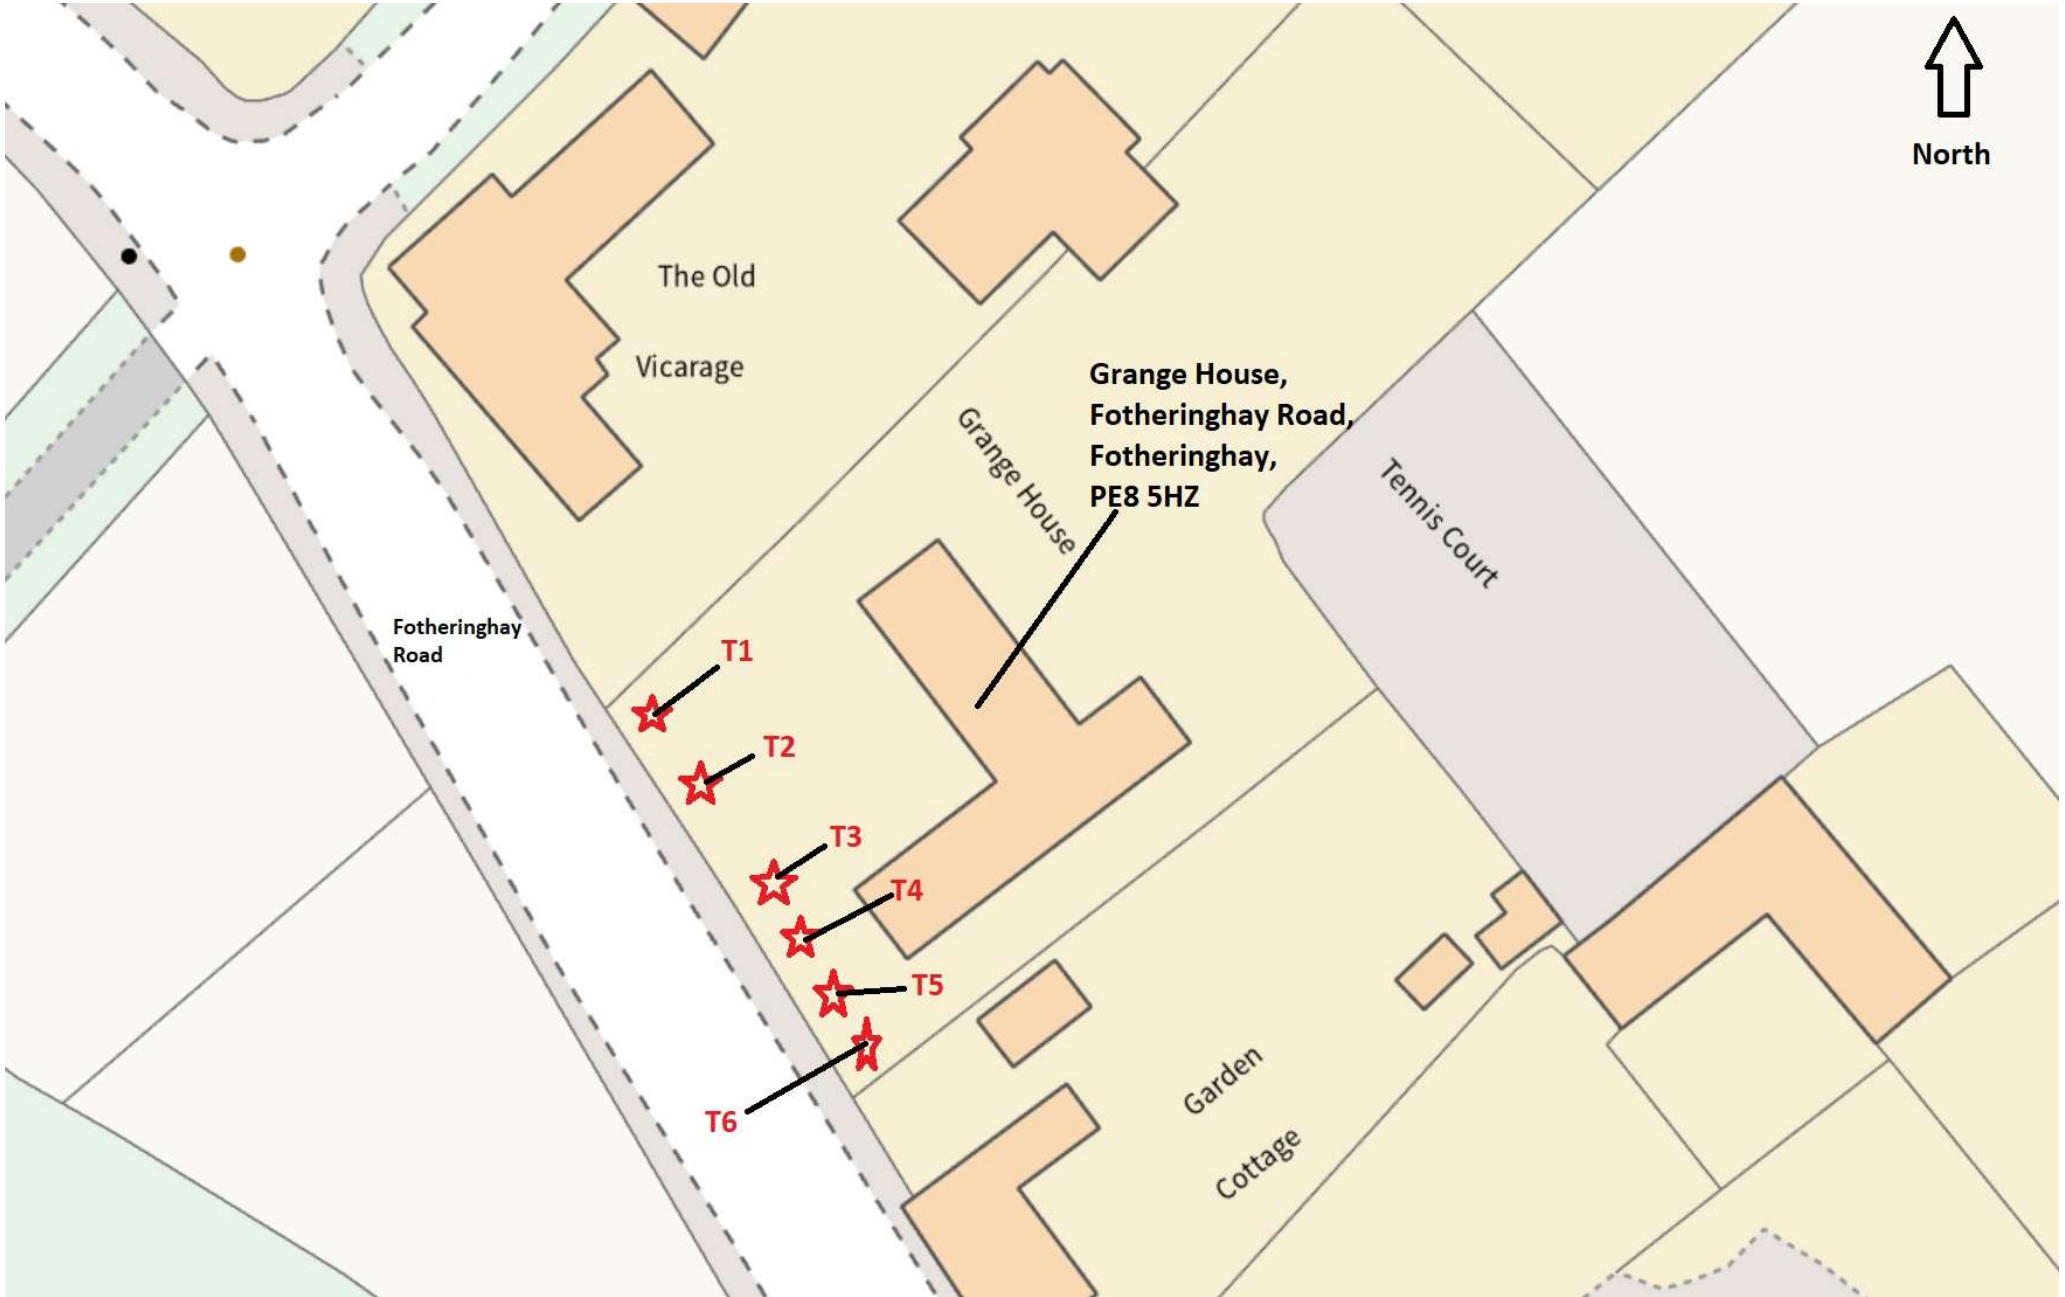 North
The Old
Vicarage
Grange House,
Fotheringhay Road,
Fotheringhay,
PE8 5HZ
Grange House
Tennis Court
Fotheringhay
Road
T1
T2
T3
T4
T5
T6
Garden
Cottage